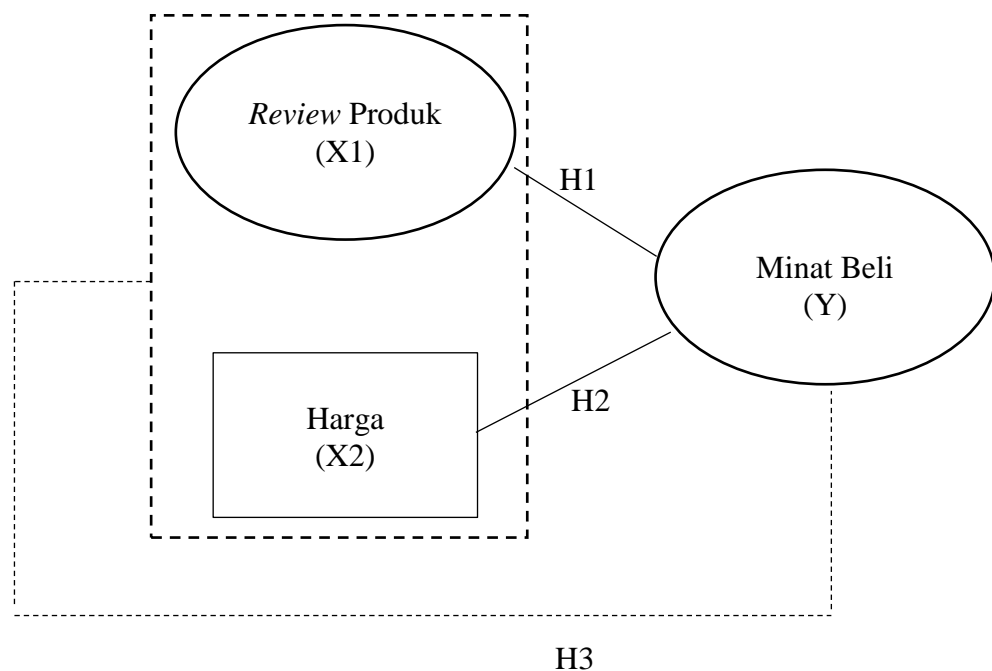 Review Produk
(X1)
H1
Minat Beli
(Y)
Harga
(X2)
H2
H3